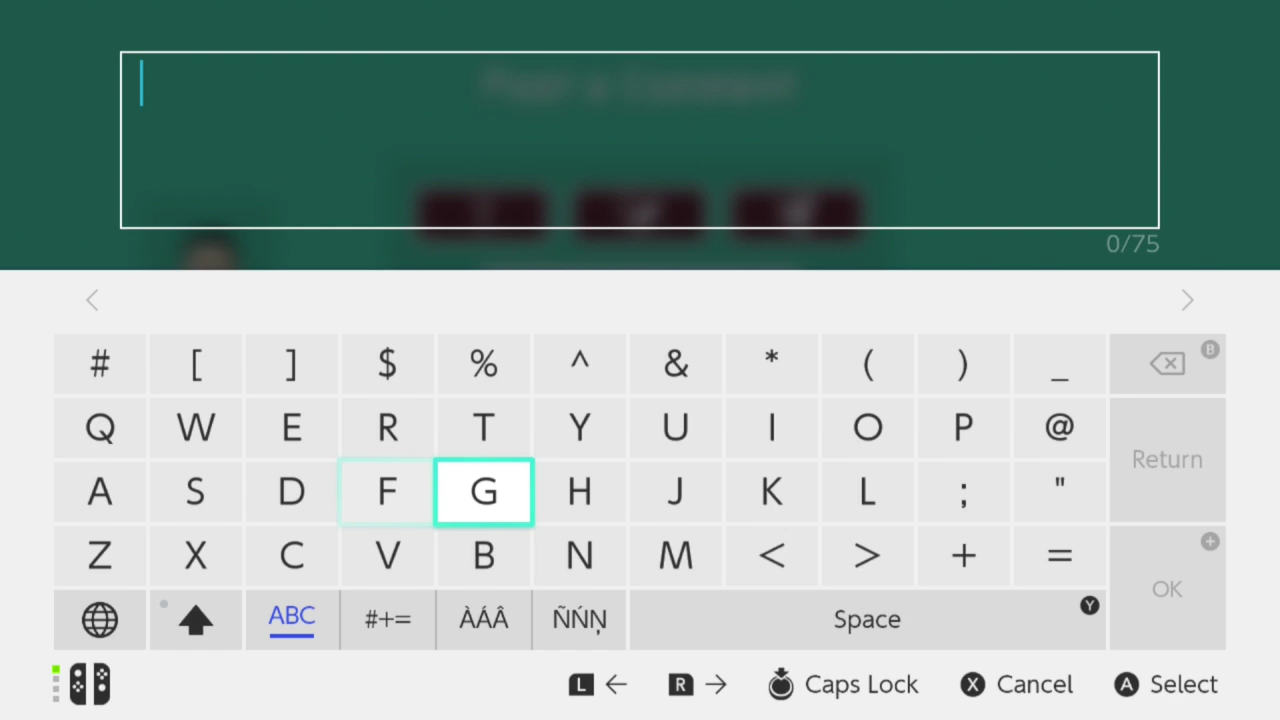 0/75
# [ ] $ % ^ & * ( ) _ B
Q W E R T Y U I O P @ Return
A S D F G H J K L ; "
Z X C V B N M < > + = + OK
ABC #+= ÀÁÂ ÑŃŅ Space Y
L ← R → Caps Lock X Cancel A Select